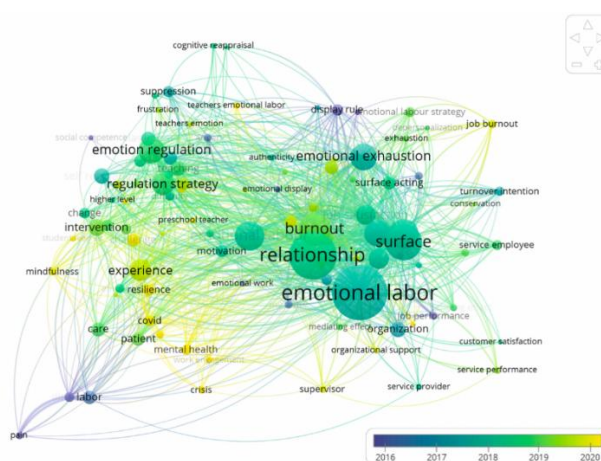 cognitive reappraisal
suppression
frustration
teachers emotional labor
display rule
emotional labour strategy
teachers emotion
job burnout
social competence
emotion regulation
exhaustion
authenticity
emotional exhaustion
teaching
regulation strategy
surface acting
emotional display
turnover intention
higher level
conservation
change
preschool teacher
intervention
burnout
surface
motivation
relationship
service employee
mindfulness
experience
emotional work
resilience
emotional labor
covid
job performance
care
mediating effect
organization
patient
customer satisfaction
mental health
organizational support
service performance
crisis
supervisor
service provider
labor
pain
2016 2017 2018 2019 2020